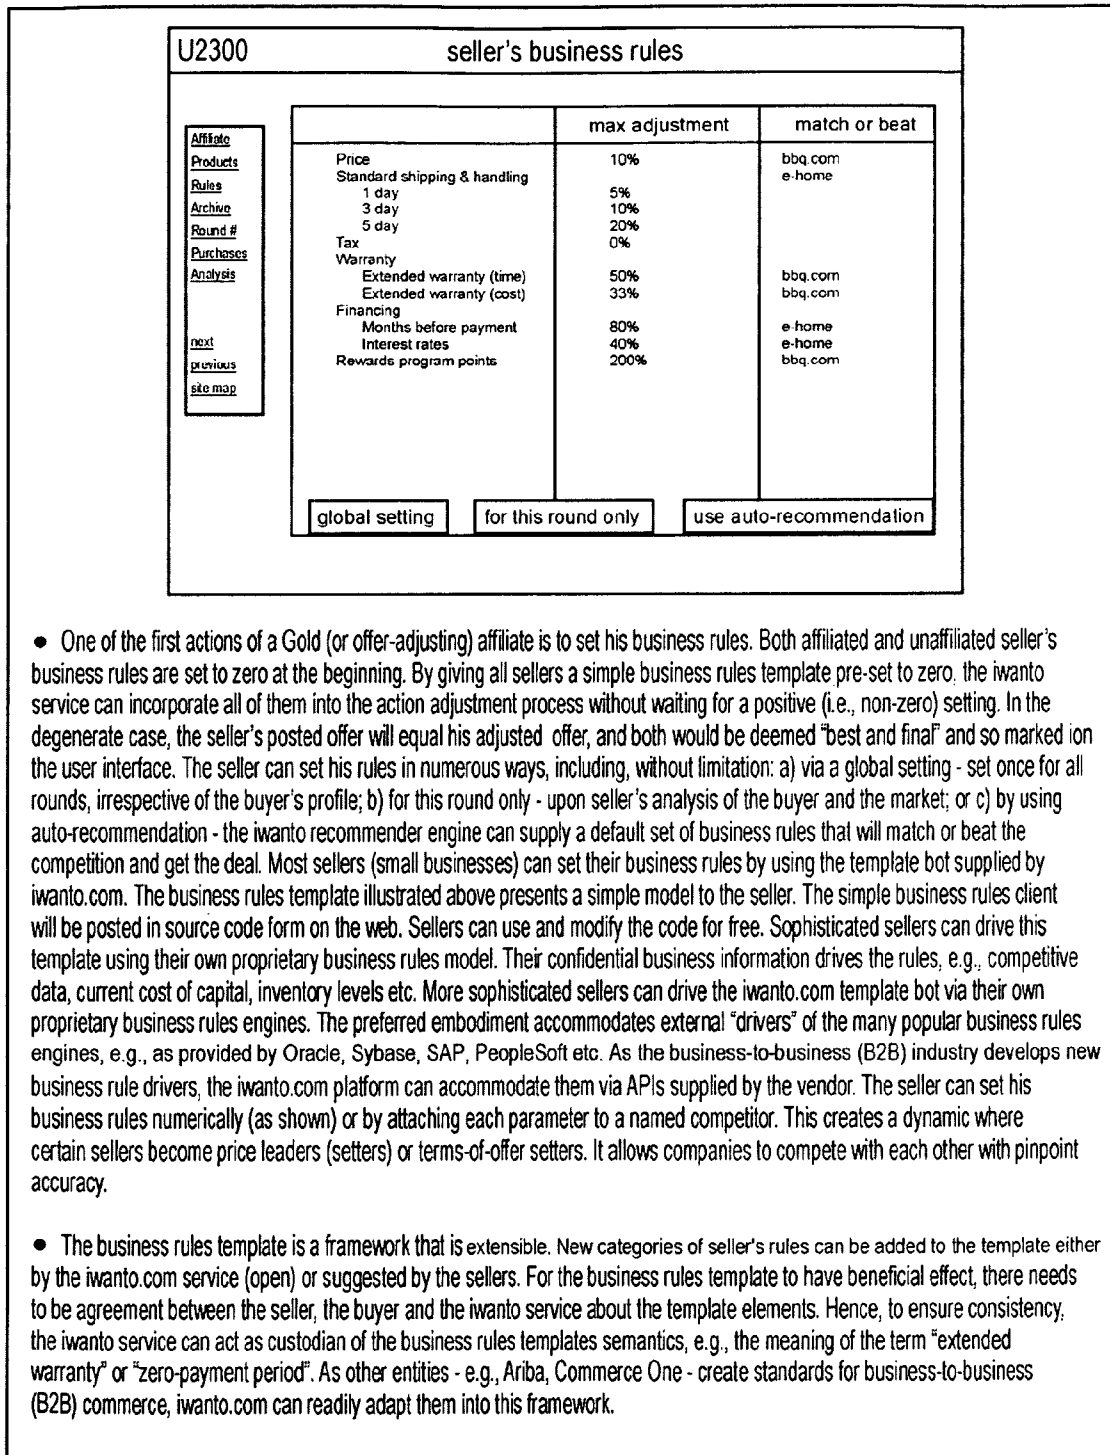 U2300 seller's business rules
max adjustment match or beat
Affiliate
Products
Rules
Archive
Round #
Purchases
Analysis
next
previous
site map
Price 10% bbq.com
Standard shipping & handling e-home
1 day 5%
3 day 10%
5 day 20%
Tax 0%
Warranty
Extended warranty (time) 50% bbq.com
Extended warranty (cost) 33% bbq.com
Financing
Months before payment 80% e-home
Interest rates 40% e-home
Rewards program points 200% bbq.com
global setting for this round only use auto-recommendation
• One of the first actions of a Gold (or offer-adjusting) affiliate is to set his business rules. Both affiliated and unaffiliated seller's
business rules are set to zero at the beginning. By giving all sellers a simple business rules template pre-set to zero, the iwanto
service can incorporate all of them into the action adjustment process without waiting for a positive (i.e., non-zero) setting. In the
degenerate case, the seller's posted offer will equal his adjusted offer, and both would be deemed "best and final" and so marked ion
the user interface. The seller can set his rules in numerous ways, including, without limitation: a) via a global setting - set once for all
rounds, irrespective of the buyer's profile; b) for this round only - upon seller's analysis of the buyer and the market; or c) by using
auto-recommendation - the iwanto recommender engine can supply a default set of business rules that will match or beat the
competition and get the deal. Most sellers (small businesses) can set their business rules by using the template bot supplied by
iwanto.com. The business rules template illustrated above presents a simple model to the seller. The simple business rules client
will be posted in source code form on the web. Sellers can use and modify the code for free. Sophisticated sellers can drive this
template using their own proprietary business rules model. Their confidential business information drives the rules, e.g., competitive
data, current cost of capital, inventory levels etc. More sophisticated sellers can drive the iwanto.com template bot via their own
proprietary business rules engines. The preferred embodiment accommodates external "drivers" of the many popular business rules
engines, e.g., as provided by Oracle, Sybase, SAP, PeopleSoft etc. As the business-to-business (B2B) industry develops new
business rule drivers, the iwanto.com platform can accommodate them via APIs supplied by the vendor. The seller can set his
business rules numerically (as shown) or by attaching each parameter to a named competitor. This creates a dynamic where
certain sellers become price leaders (setters) or terms-of-offer setters. It allows companies to compete with each other with pinpoint
accuracy.
• The business rules template is a framework that is extensible. New categories of seller's rules can be added to the template either
by the iwanto.com service (open) or suggested by the sellers. For the business rules template to have beneficial effect, there needs
to be agreement between the seller, the buyer and the iwanto service about the template elements. Hence, to ensure consistency,
the iwanto service can act as custodian of the business rules templates semantics, e.g., the meaning of the term "extended
warranty" or "zero-payment period". As other entities - e.g., Ariba, Commerce One - create standards for business-to-business
(B2B) commerce, iwanto.com can readily adapt them into this framework.